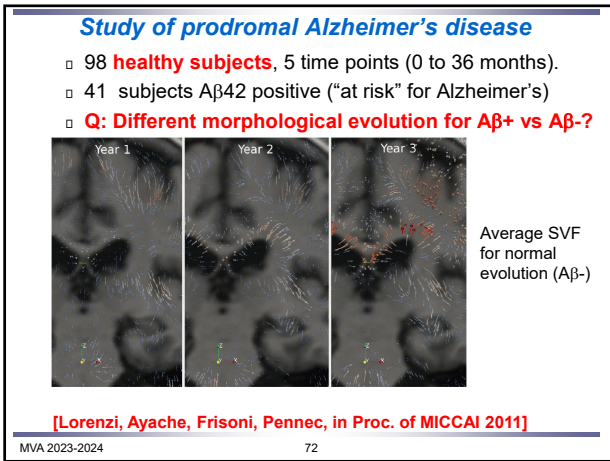 Study of prodromal Alzheimer's disease
▯ 98 healthy subjects, 5 time points (0 to 36 months).
▯ 41 subjects Aβ42 positive ("at risk" for Alzheimer's)
▯ Q: Different morphological evolution for Aβ+ vs Aβ-?
Year 1
Year 2
Year 3
Average SVF
for normal
evolution (Aβ-)
[Lorenzi, Ayache, Frisoni, Pennec, in Proc. of MICCAI 2011]
MVA 2023-2024
72